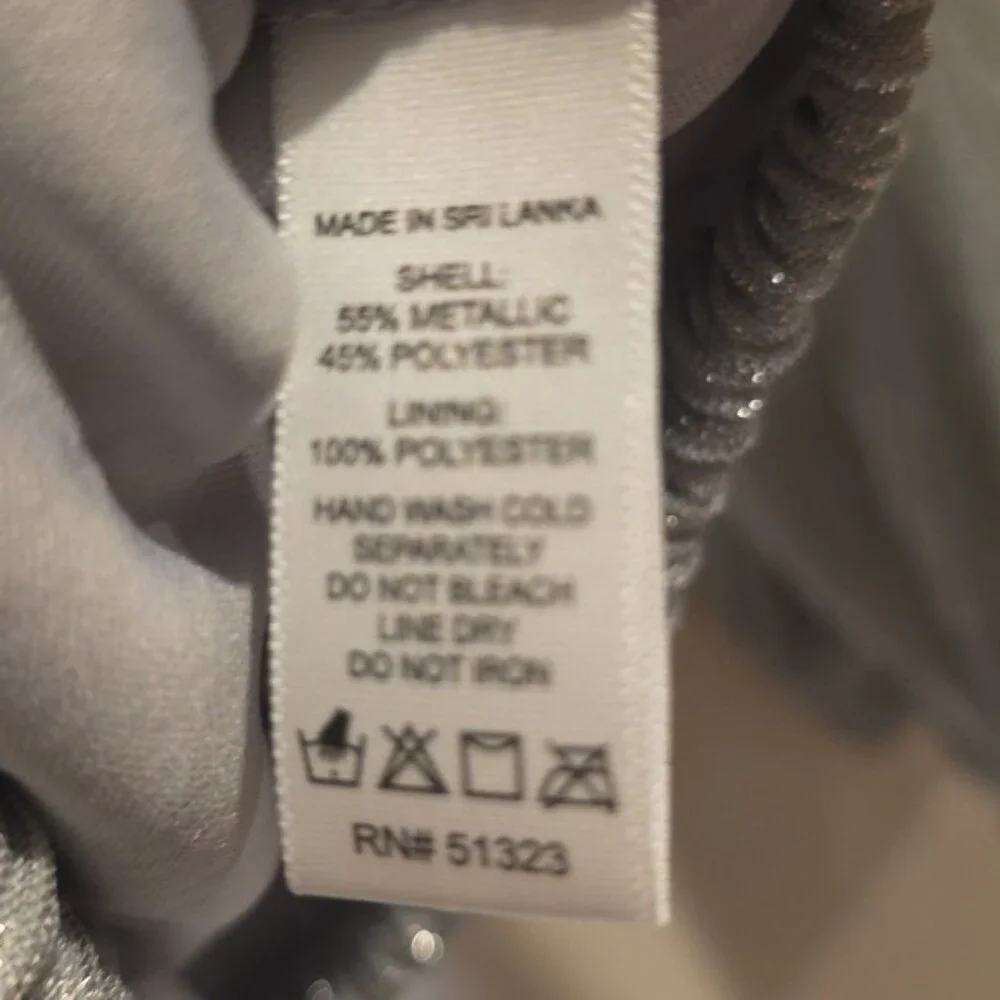 MADE IN SRI LANKA
SHELL:
55% METALLIC
45% POLYESTER
LINING:
100% POLYESTER
HAND WASH COLD
SEPARATELY
DO NOT BLEACH
LINE DRY
DO NOT IRON
RN# 51323